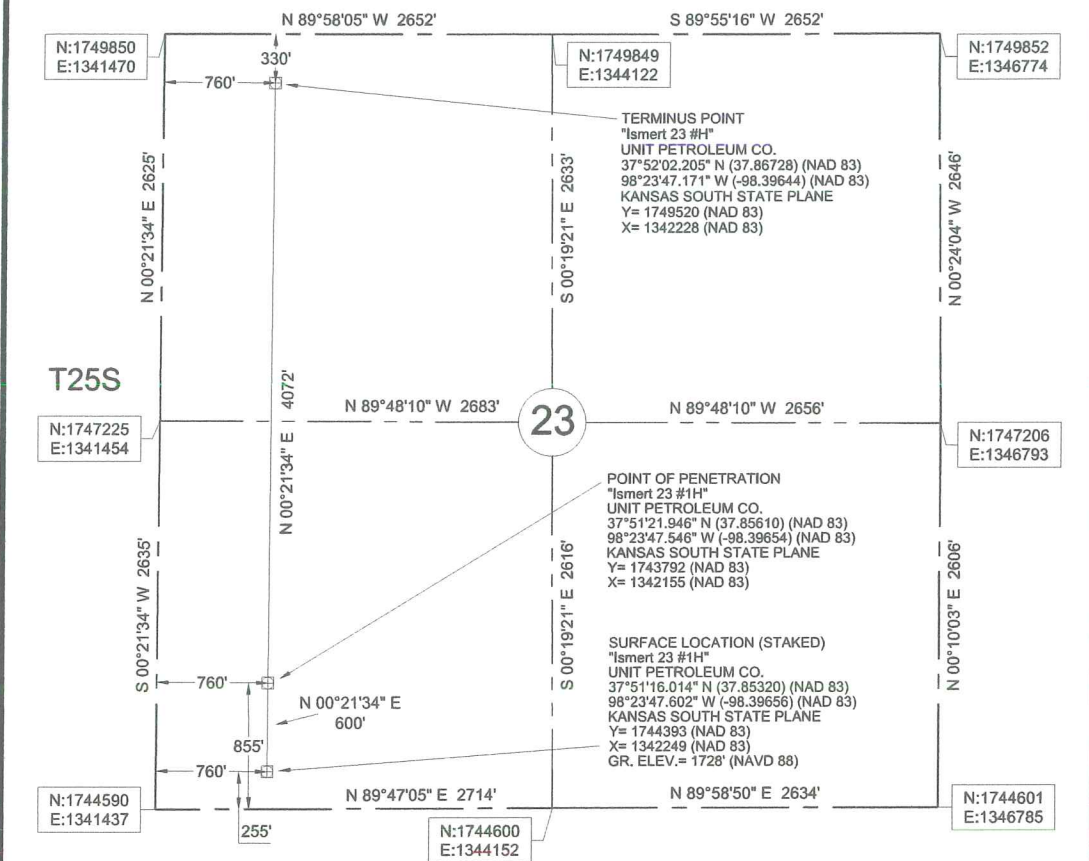 N 89°58'05" W 2652'
S 89°55'16" W 2652'
N:1749850
E:1341470
N:1749849
E:1344122
N:1749852
E:1346774
330'
760'
TERMINUS POINT
"Ismert 23 #H"
UNIT PETROLEUM CO.
37°52'02.205" N (37.86728) (NAD 83)
98°23'47.171" W (-98.39644) (NAD 83)
KANSAS SOUTH STATE PLANE
Y= 1749520 (NAD 83)
X= 1342228 (NAD 83)
N 00°21'34" E 2625'
S 00°19'21" E 2633'
N 00°24'04" W 2646'
T25S
N 00°21'34" E 4072'
N 89°48'10" W 2683'
23
N 89°48'10" W 2656'
N:1747225
E:1341454
N:1747206
E:1346793
POINT OF PENETRATION
"Ismert 23 #1H"
UNIT PETROLEUM CO.
37°51'21.946" N (37.85610) (NAD 83)
98°23'47.546" W (-98.39654) (NAD 83)
KANSAS SOUTH STATE PLANE
Y= 1743792 (NAD 83)
X= 1342155 (NAD 83)
S 00°21'34" W 2635'
S 00°19'21" E 2616'
N 00°10'03" E 2606'
760'
N 00°21'34" E
600'
855'
760'
SURFACE LOCATION (STAKED)
"Ismert 23 #1H"
UNIT PETROLEUM CO.
37°51'16.014" N (37.85320) (NAD 83)
98°23'47.602" W (-98.39656) (NAD 83)
KANSAS SOUTH STATE PLANE
Y= 1744393 (NAD 83)
X= 1342249 (NAD 83)
GR. ELEV.= 1728' (NAVD 88)
N:1744590
E:1341437
255'
N 89°47'05" E 2714'
N:1744600
E:1344152
N 89°58'50" E 2634'
N:1744601
E:1346785